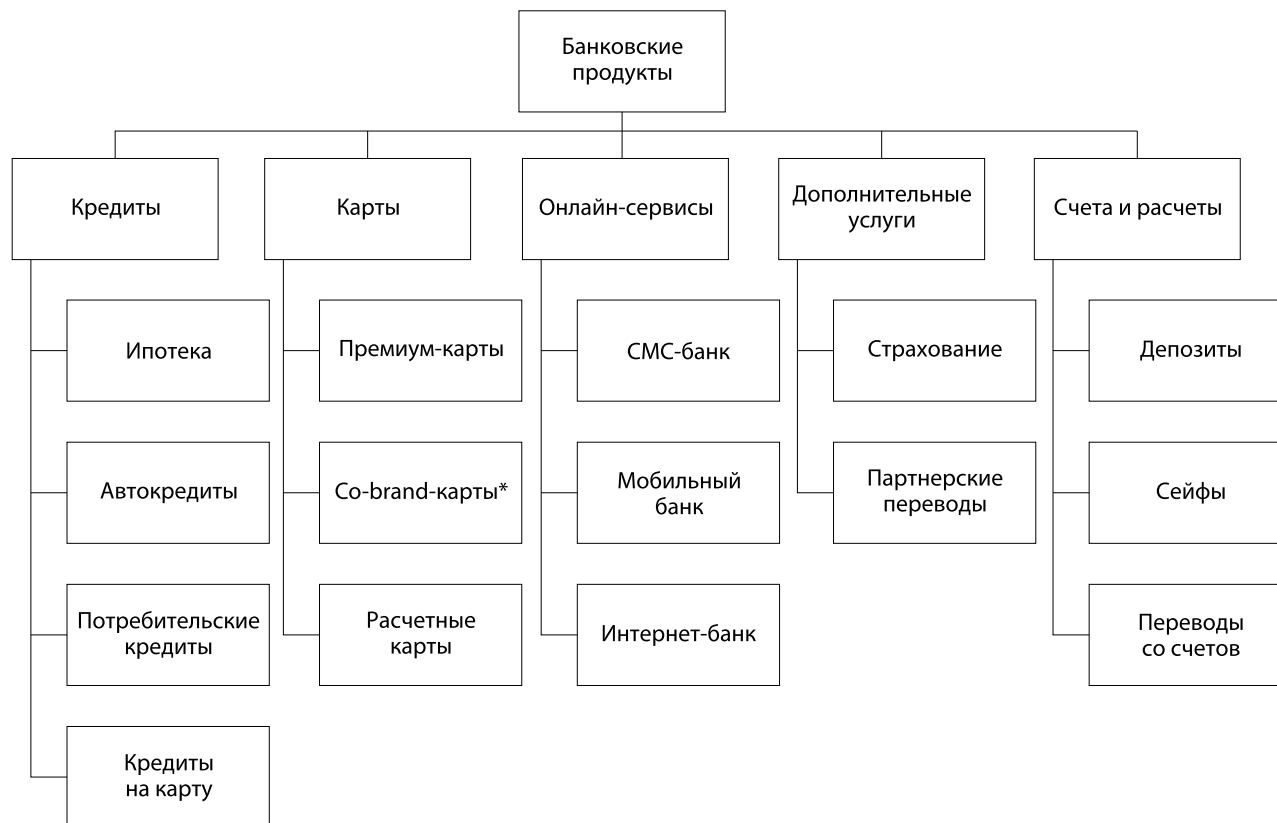 Банковские
продукты
Кредиты
Карты
Онлайн-сервисы
Дополнительные
услуги
Счета и расчеты
Ипотека
Премиум-карты
СМС-банк
Страхование
Депозиты
Автокредиты
Co-brand-карты*
Мобильный
банк
Партнерские
переводы
Сейфы
Потребительские
кредиты
Расчетные
карты
Интернет-банк
Переводы
со счетов
Кредиты
на карту